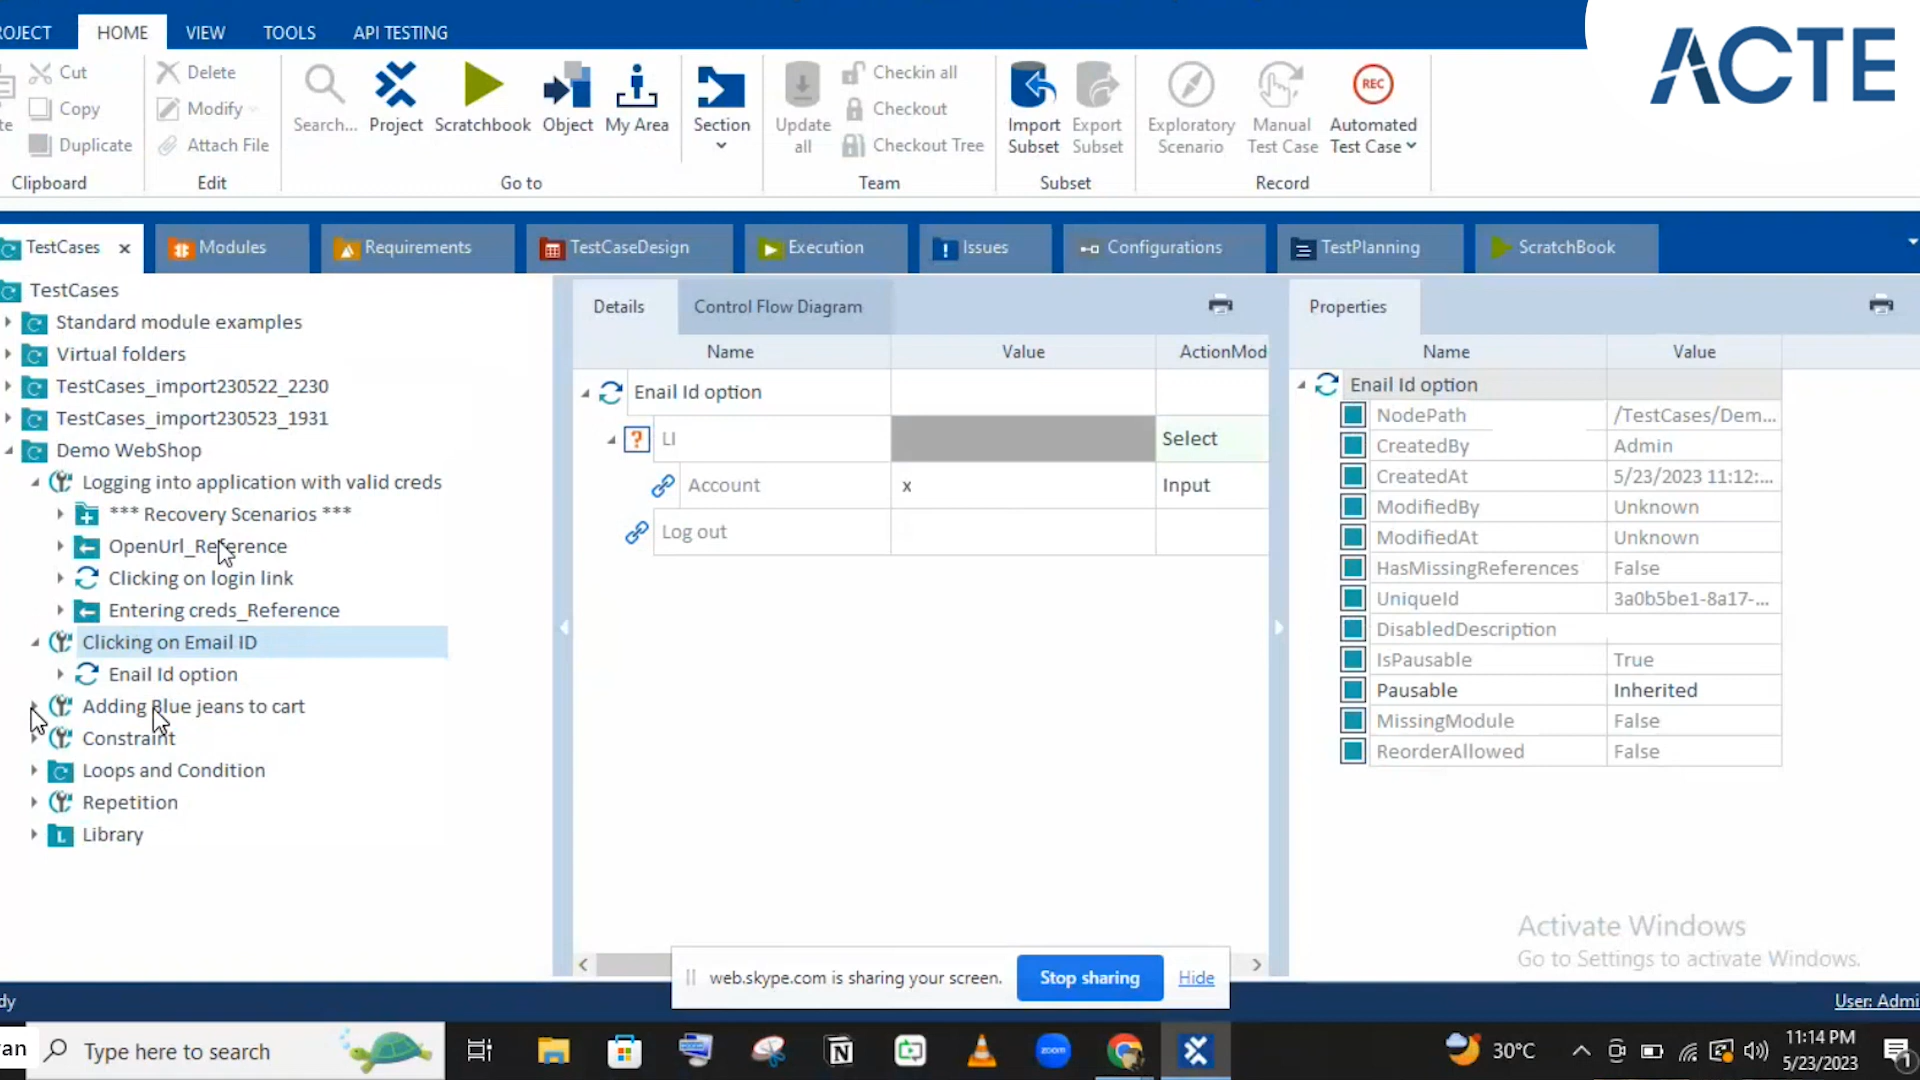 ROJECT HOME VIEW TOOLS API TESTING
ACTE
Cut
Copy
Duplicate
Clipboard
Delete
Modify
Attach File
Edit
Search...
Project
Scratchbook
Object
My Area
Section
Go to
Update
all
Checkin all
Checkout
Checkout Tree
Team
Import
Subset
Export
Subset
Subset
Exploratory
Scenario
Manual
Test Case
REC
Automated
Test Case
Record
TestCases Modules Requirements TestCaseDesign Execution Issues Configurations TestPlanning ScratchBook
TestCases
Standard module examples
Virtual folders
TestCases_import230522_2230
TestCases_import230523_1931
Demo WebShop
Logging into application with valid creds
*** Recovery Scenarios ***
OpenUrl_Reference
Clicking on login link
Entering creds_Reference
Clicking on Email ID
Enail Id option
Adding Blue jeans to cart
Constraint
Loops and Condition
Repetition
Library
Details Control Flow Diagram
Name Value ActionMod
Enail Id option
LI Select
Account x Input
Log out
Properties
Name Value
Enail Id option
NodePath /TestCases/Dem...
CreatedBy Admin
CreatedAt 5/23/2023 11:12:...
ModifiedBy Unknown
ModifiedAt Unknown
HasMissingReferences False
UniqueId 3a0b5be1-8a17-...
DisabledDescription
IsPausable True
Pausable Inherited
MissingModule False
ReorderAllowed False
Activate Windows
Go to Settings to activate Windows.
web.skype.com is sharing your screen. Stop sharing Hide
dy
User: Admi
van
Type here to search
zoom
30°C
11:14 PM
5/23/2023
1